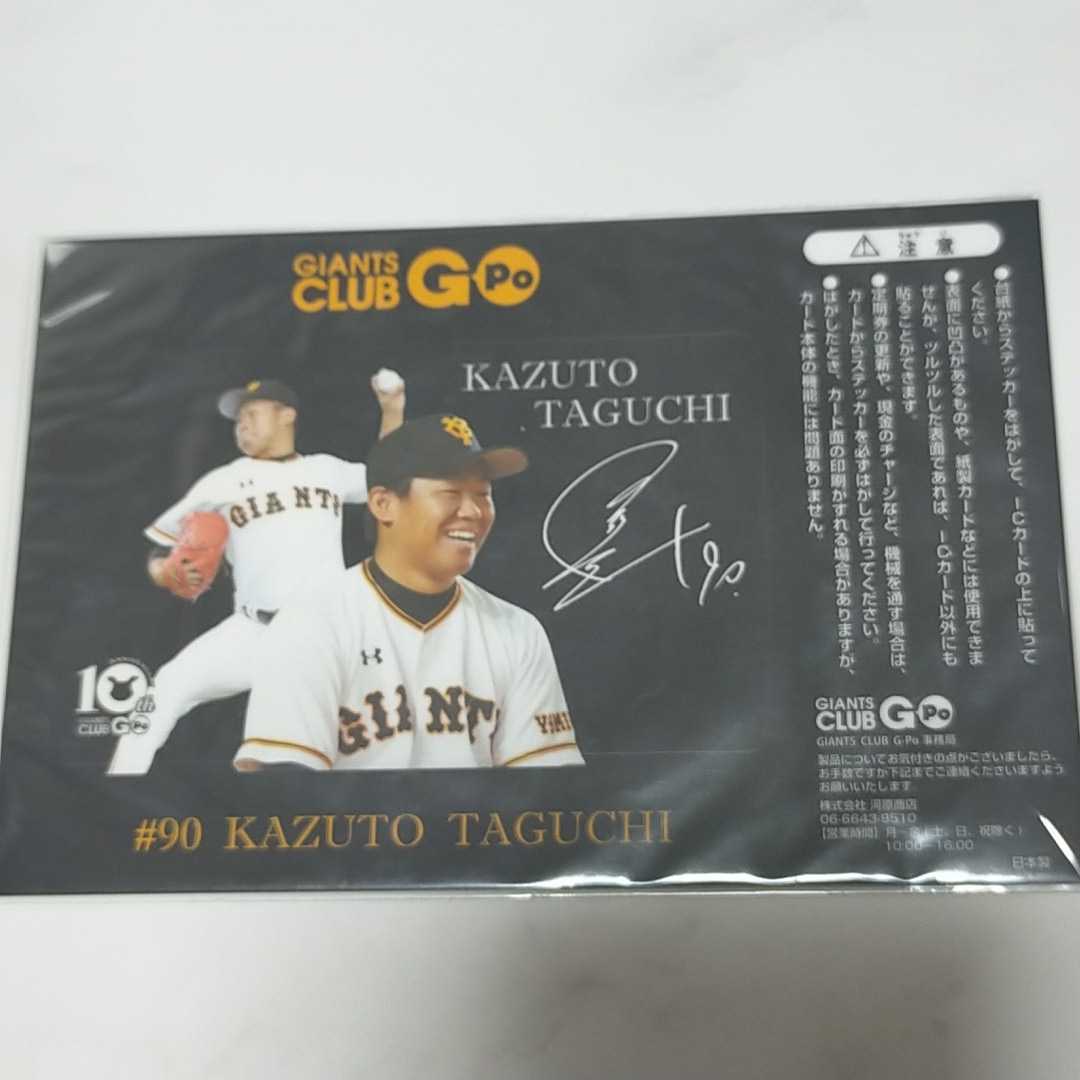 GIANTS
CLUB G-Po
KAZUTO
TAGUCHI
GIANTS
GIANTS
10th
CLUB G-Po
#90 KAZUTO TAGUCHI
注意
●台紙からステッカーをはがして、ICカードの上に貼って
ください。
●表面に凹凸があるものや、紙製カードなどには使用できま
せんが、ツルツルした表面であれば、ICカード以外にも
貼ることができます。
●定期券の更新や、現金のチャージなど、機械を通す場合は、
カードからステッカーを必ずはがして行ってください。
●はがしたとき、カード面の印刷がすれる場合がありますが、
カード本体の機能には問題ありません。
GIANTS
CLUB G-Po
GIANTS CLUB G-Po 事務局
製品についてお気付きの点がございましたら、
お手数ですが下記までご連絡くださいますよう
お願いいたします
株式会社 河原商店
06-6643-9510
【営業時間】月～金（土、日、祝除く）
10:00～16:00
日本製